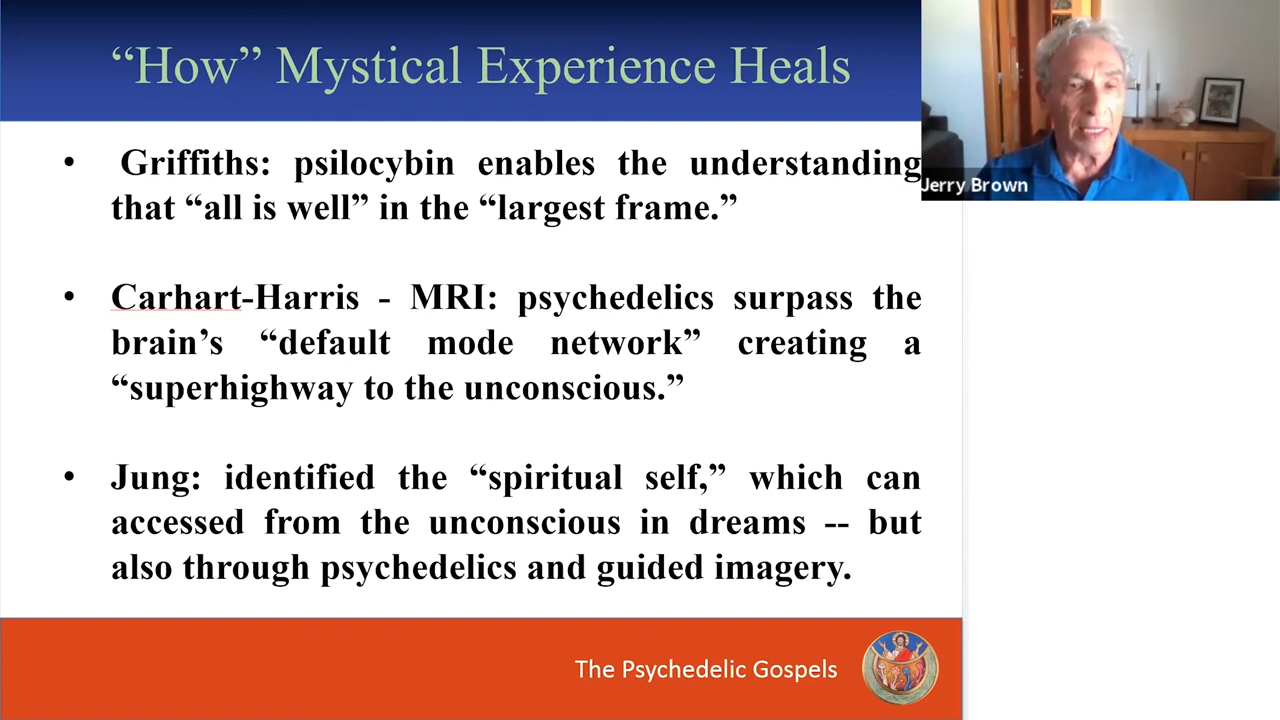 “How” Mystical Experience Heals
• Griffiths: psilocybin enables the understanding
that “all is well” in the “largest frame.”
• Carhart-Harris - MRI: psychedelics surpass the
brain’s “default mode network” creating a
“superhighway to the unconscious.”
• Jung: identified the “spiritual self,” which can
accessed from the unconscious in dreams -- but
also through psychedelics and guided imagery.
The Psychedelic Gospels
Jerry Brown